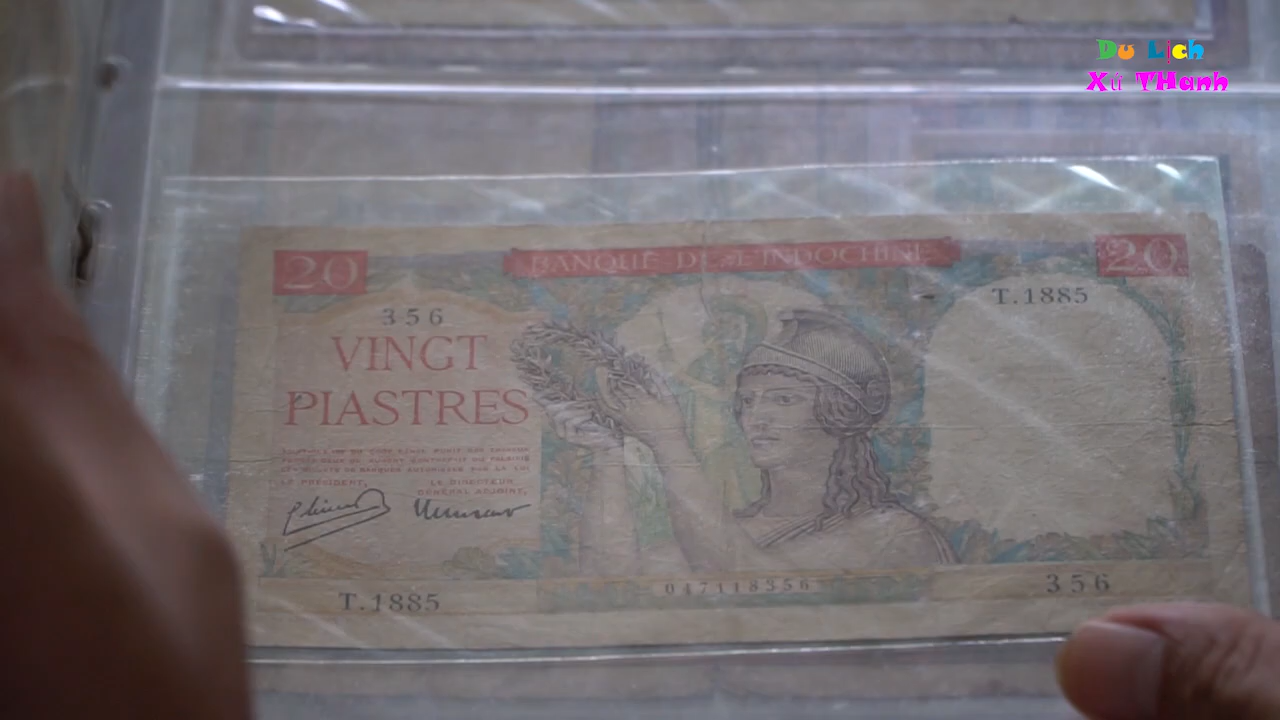 Du Lịch
Xứ THanh
20
BANQUE DE L'INDOCHINE
20
356
T.1885
VINGT
PIASTRES
LE PRÉSIDENT,
LE DIRECTEUR
GÉNÉRAL ADJOINT,
T.1885
047118356
356